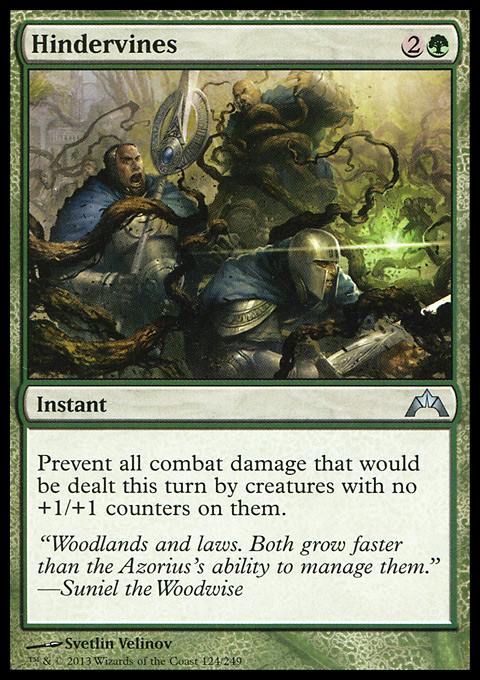 Hindervines 2
Instant
Prevent all combat damage that would
be dealt this turn by creatures with no
+1/+1 counters on them.
“Woodlands and laws. Both grow faster
than the Azorius’s ability to manage them.”
—Suniel the Woodwise
Svetlin Velinov
™ & © 2013 Wizards of the Coast 124/249